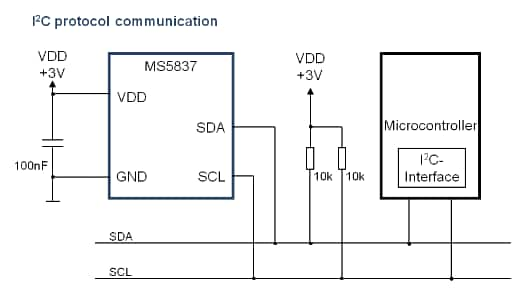 I²C protocol communication
VDD
+3V
MS5837
VDD
SDA
100nF
GND
SCL
VDD
+3V
10k
10k
Microcontroller
I²C-
Interface
SDA
SCL